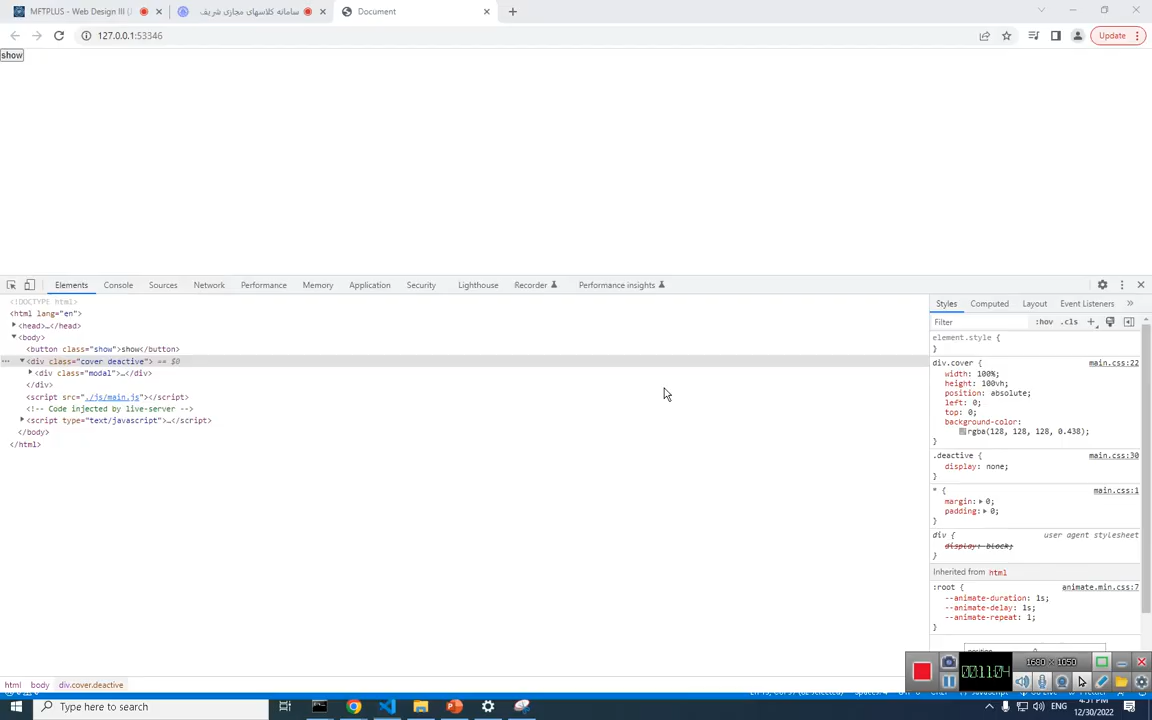 MFTPLUS - Web Design III (
سامانه کلاسهای مجازی شریف
Document
127.0.0.1:53346
Update
show
Elements
Console
Sources
Network
Performance
Memory
Application
Security
Lighthouse
Recorder
Performance insights
<!DOCTYPE html>
<html lang="en">
<head>…</head>
<body>
<button class="show">show</button>
<div class="cover deactive"> == $0
<div class="modal">…</div>
</div>
<script src="./js/main.js"></script>
<!-- Code injected by live-server -->
<script type="text/javascript">…</script>
</body>
</html>
Styles
Computed
Layout
Event Listeners
Filter
:hov .cls
element.style {
}
div.cover { main.css:22
width: 100%;
height: 100vh;
position: absolute;
left: 0;
top: 0;
background-color:
rgba(128, 128, 128, 0.438);
}
.deactive { main.css:30
display: none;
}
* { main.css:1
margin: 0;
padding: 0;
}
div { user agent stylesheet
display: block;
}
Inherited from html
:root { animate.min.css:7
--animate-duration: 1s;
--animate-delay: 1s;
--animate-repeat: 1;
}
1680 × 1050
00:11:04
html body div.cover.deactive
Type here to search
ENG
12/30/2022